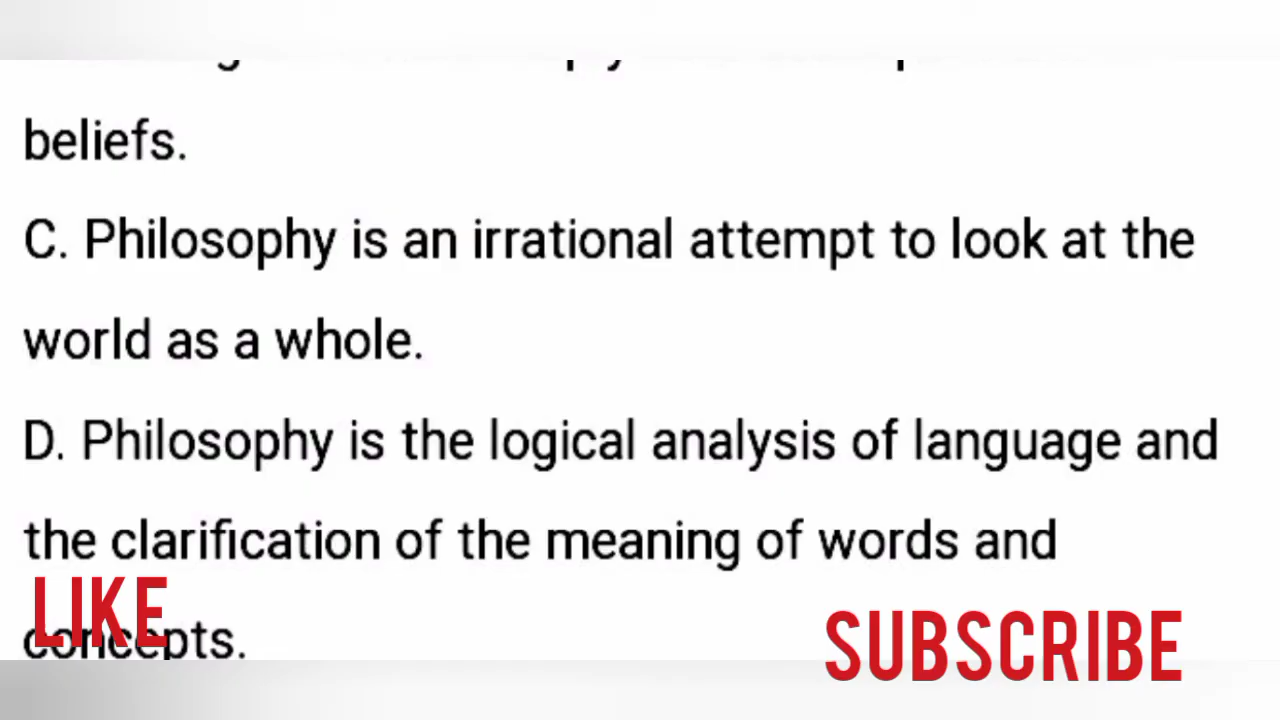 beliefs.
C. Philosophy is an irrational attempt to look at the
world as a whole.
D. Philosophy is the logical analysis of language and
the clarification of the meaning of words and
concepts.
LIKE
SUBSCRIBE